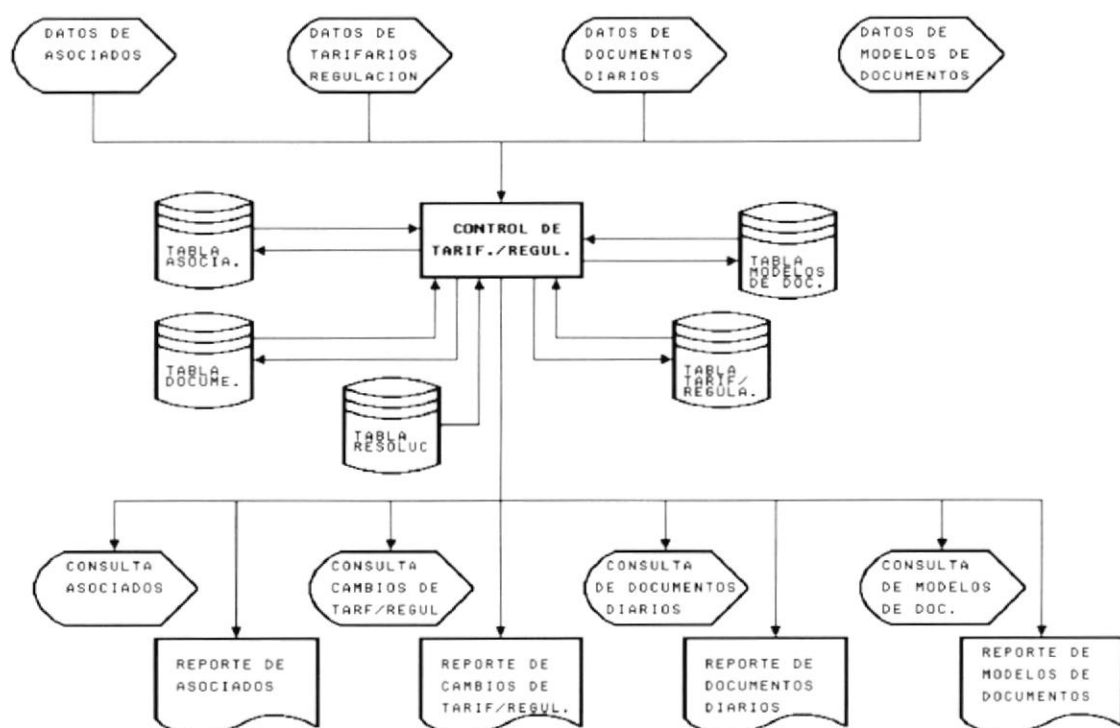 DATOS DE
ASOCIADOS
DATOS DE
TARIFARIOS
REGULACION
DATOS DE
DOCUMENTOS
DIARIOS
DATOS DE
MODELOS DE
DOCUMENTOS
CONTROL DE
TARIF./REGUL.
TABLA
ASOCIA.
TABLA
MODELOS
DE DOC.
TABLA
DOCUME.
TABLA
TARIF/
REGULA.
TABLA
RESOLUC
CONSULTA
ASOCIADOS
CONSULTA
CAMBIOS DE
TARF/REGUL
CONSULTA
DE DOCUMENTOS
DIARIOS
CONSULTA
DE MODELOS
DE DOC.
REPORTE DE
ASOCIADOS
REPORTE DE
CAMBIOS DE
TARIF/REGUL.
REPORTE DE
DOCUMENTOS
DIARIOS
REPORTE DE
MODELOS DE
DOCUMENTOS